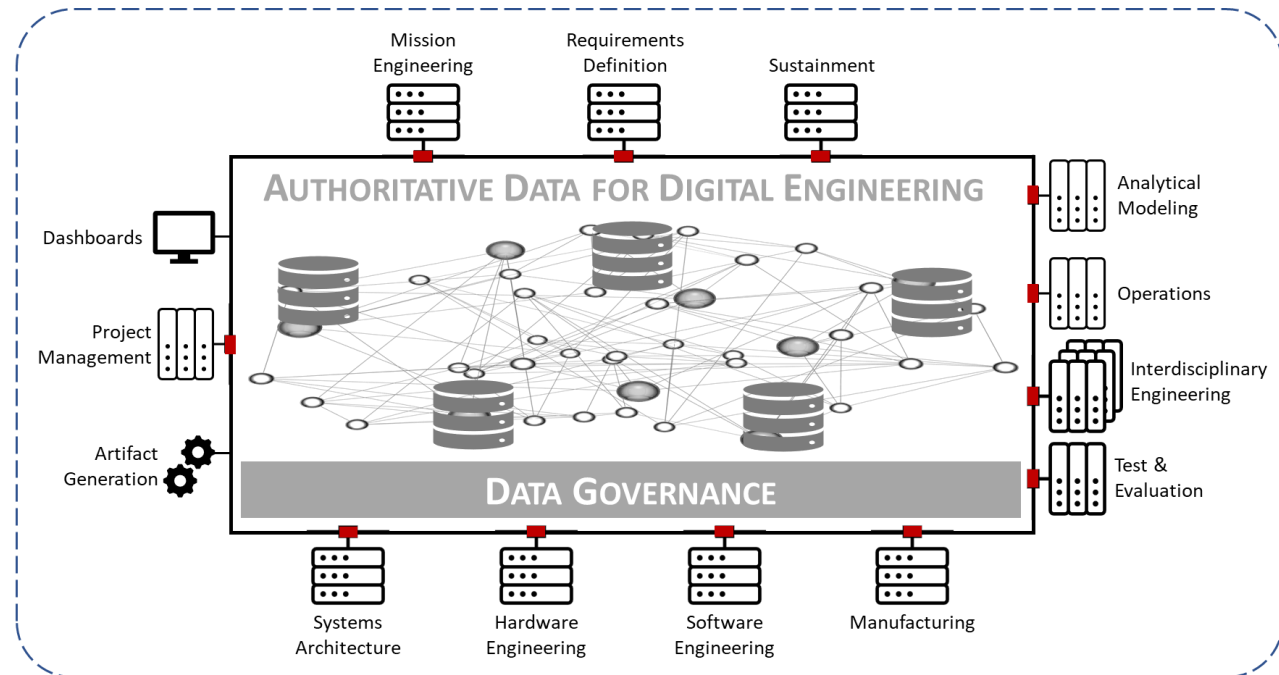 Mission
Engineering
Requirements
Definition
Sustainment
AUTHORITATIVE DATA FOR DIGITAL ENGINEERING
Analytical
Modeling
Dashboards
Operations
Project
Management
Interdisciplinary
Engineering
Artifact
Generation
Test &
Evaluation
DATA GOVERNANCE
Systems
Architecture
Hardware
Engineering
Software
Engineering
Manufacturing